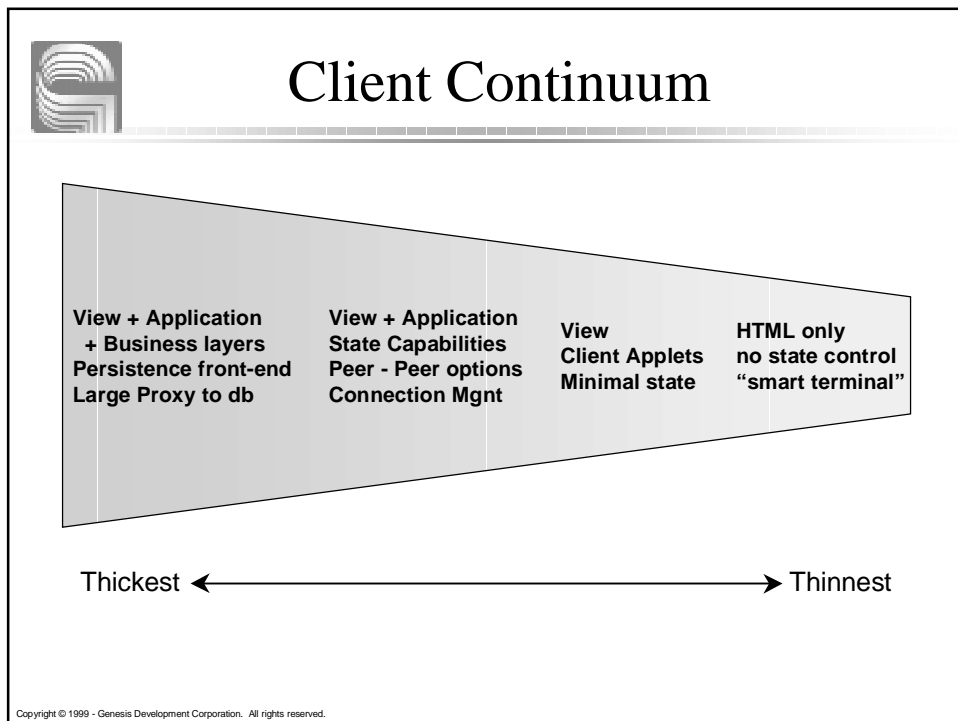 Client Continuum
View + Application
+ Business layers
Persistence front-end
Large Proxy to db
View + Application
State Capabilities
Peer - Peer options
Connection Mgnt
View
Client Applets
Minimal state
HTML only
no state control
“smart terminal”
Thickest
Thinnest
Copyright © 1999 - Genesis Development Corporation. All rights reserved.